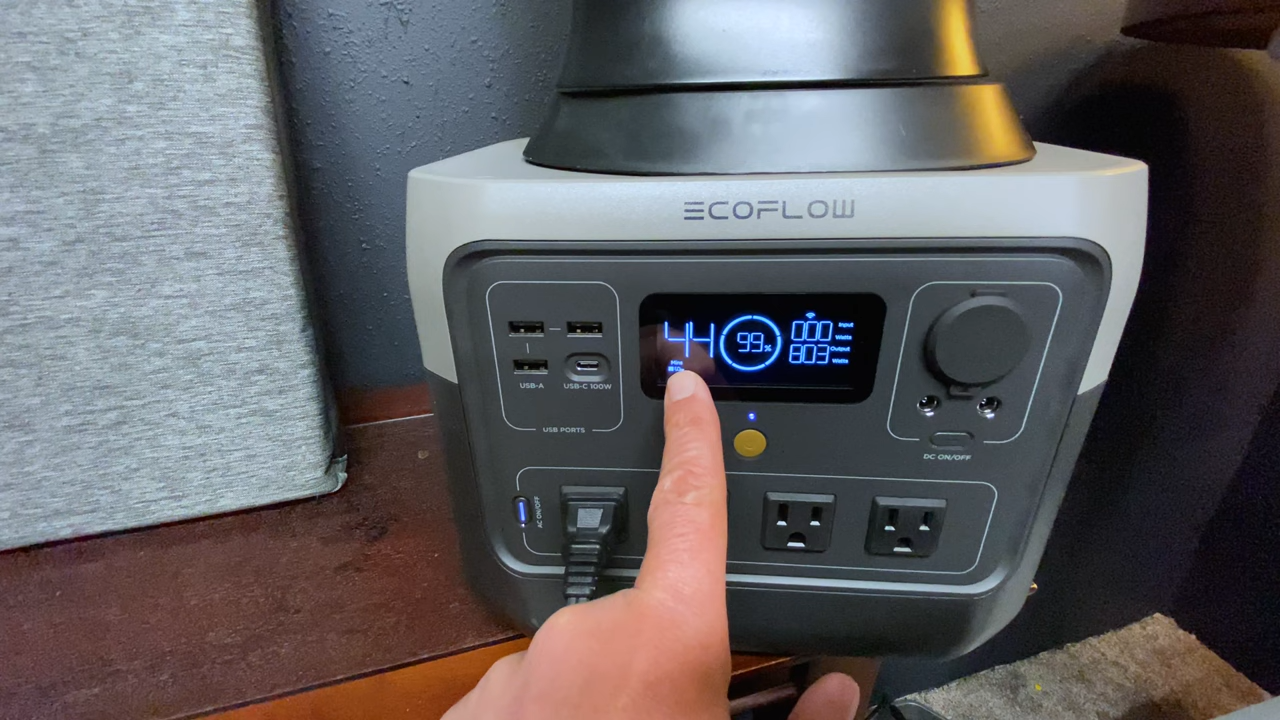 ECOFLOW
44
Mins
99%
000 Input Watts
803 Output Watts
USB-A
USB-C 100W
USB PORTS
DC ON/OFF
AC ON/OFF